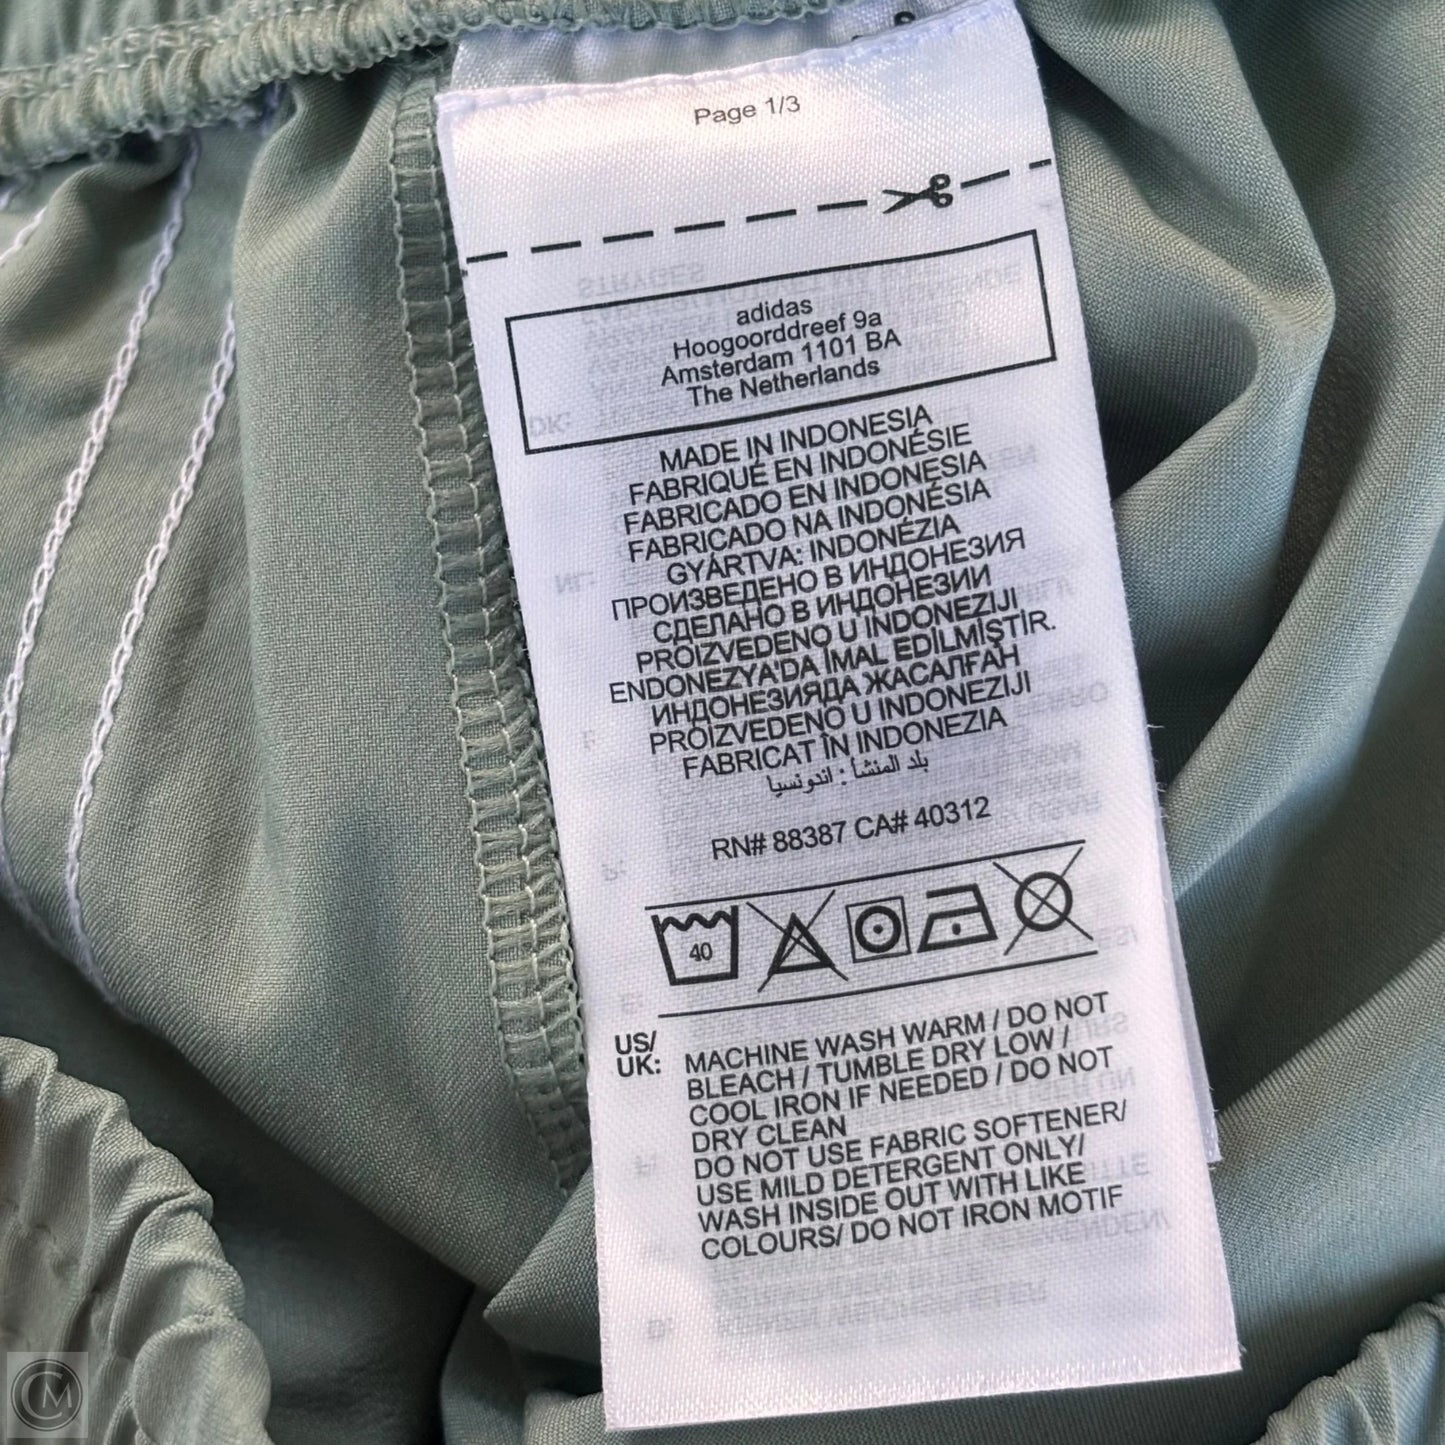 Page 1/3
adidas
Hoogoorddreef 9a
Amsterdam 1101 BA
The Netherlands
MADE IN INDONESIA
FABRIQUÉ EN INDONÉSIE
FABRICADO EN INDONESIA
FABRICADO NA INDONÉSIA
GYÁRTVA: INDONÉZIA
ПРОИЗВЕДЕНО В ИНДОНЕЗИЯ
СДЕЛАНО В ИНДОНЕЗИИ
PROIZVEDENO U INDONEZIJI
ENDONEZYA'DA İMAL EDİLMİŞTİR.
ИНДОНЕЗИЯДА ЖАСАЛҒАН
PROIZVEDENO U INDONEZIJI
FABRICAT ÎN INDONEZIA
بلد المنشأ : اندونسيا
RN# 88387 CA# 40312
40
US/
UK:
MACHINE WASH WARM / DO NOT
BLEACH / TUMBLE DRY LOW /
COOL IRON IF NEEDED / DO NOT
DRY CLEAN
DO NOT USE FABRIC SOFTENER/
USE MILD DETERGENT ONLY/
WASH INSIDE OUT WITH LIKE
COLOURS/ DO NOT IRON MOTIF